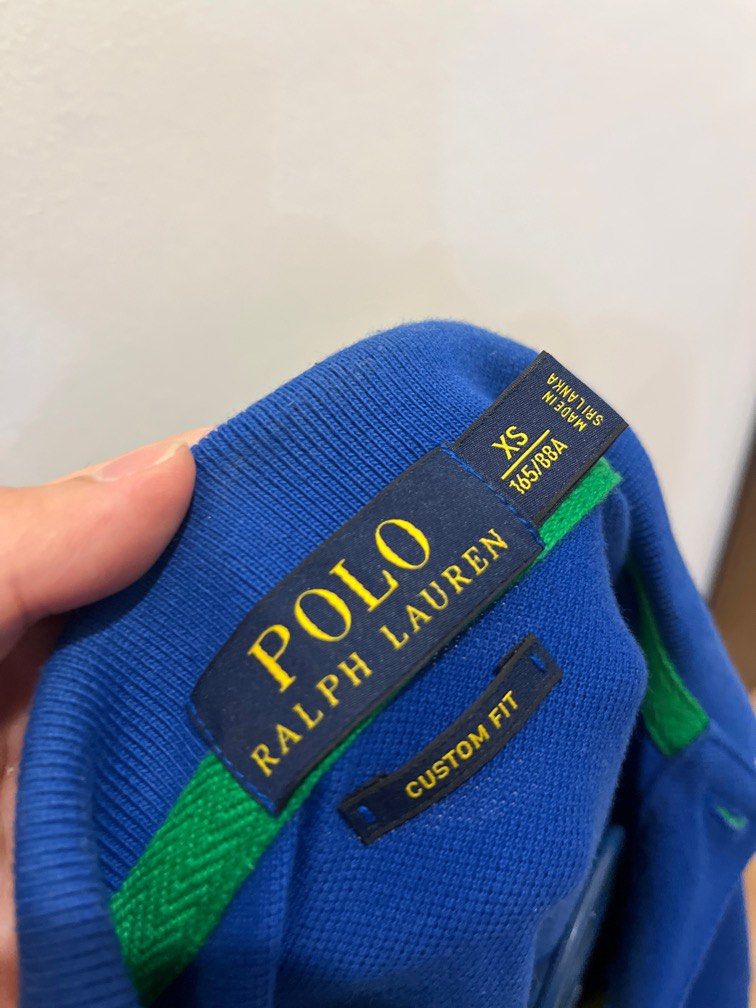 POLO
RALPH LAUREN
XS
165/88A
MADE IN
SRI LANKA
CUSTOM FIT